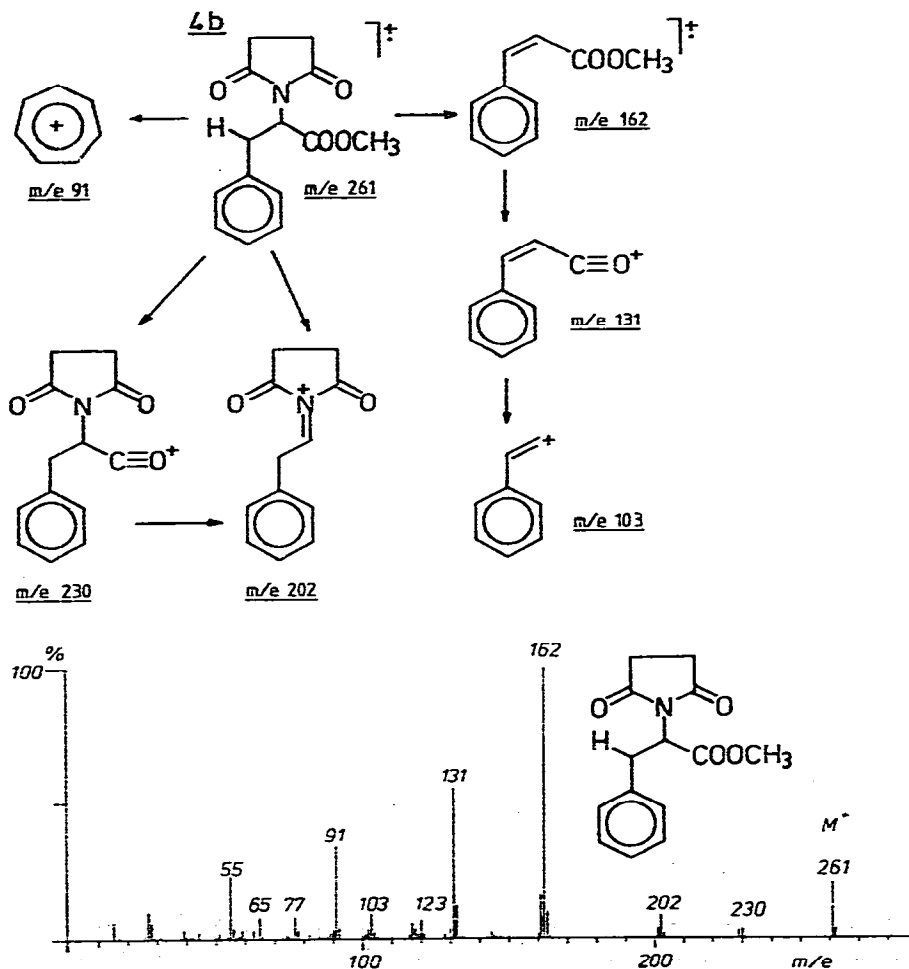 4b
]+•
O N O
H COOCH3
+
m/e 91
m/e 261
COOCH3
]+•
m/e 162
C≡O+
m/e 131
+
m/e 103
O N O
C≡O+
m/e 230
O N+ O
m/e 202
%
100
55
65
77
91
103
123
131
162
202
230
M+
261
O N O
H COOCH3
100
200
m/e